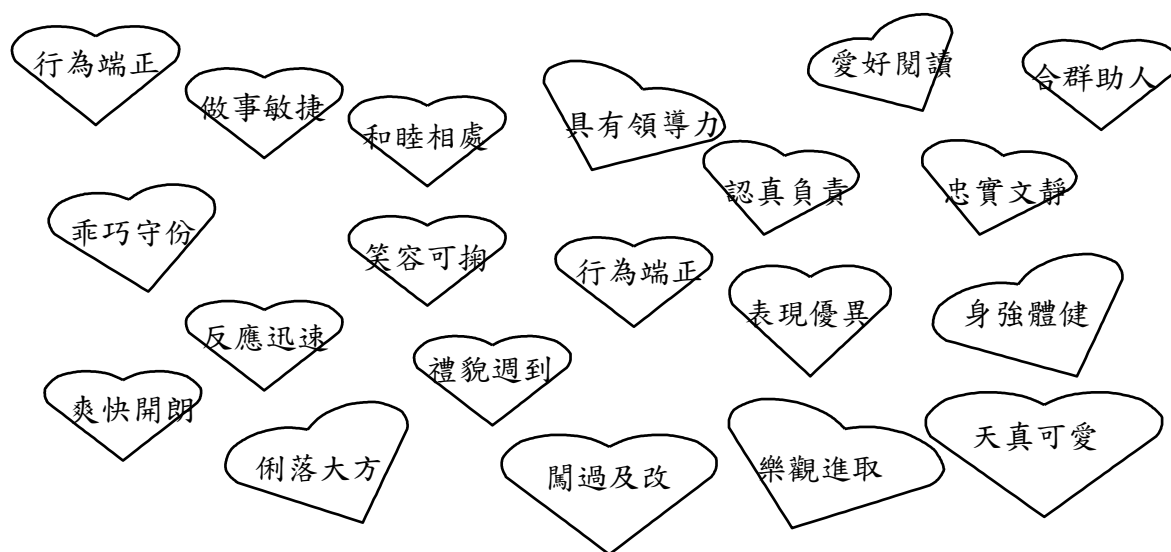 行為端正
做事敏捷
和睦相處
具有領導力
愛好閱讀
合群助人
認真負責
忠實文靜
乖巧守份
笑容可掬
行為端正
表現優異
身強體健
反應迅速
禮貌週到
爽快開朗
俐落大方
闖過及改
樂觀進取
天真可愛